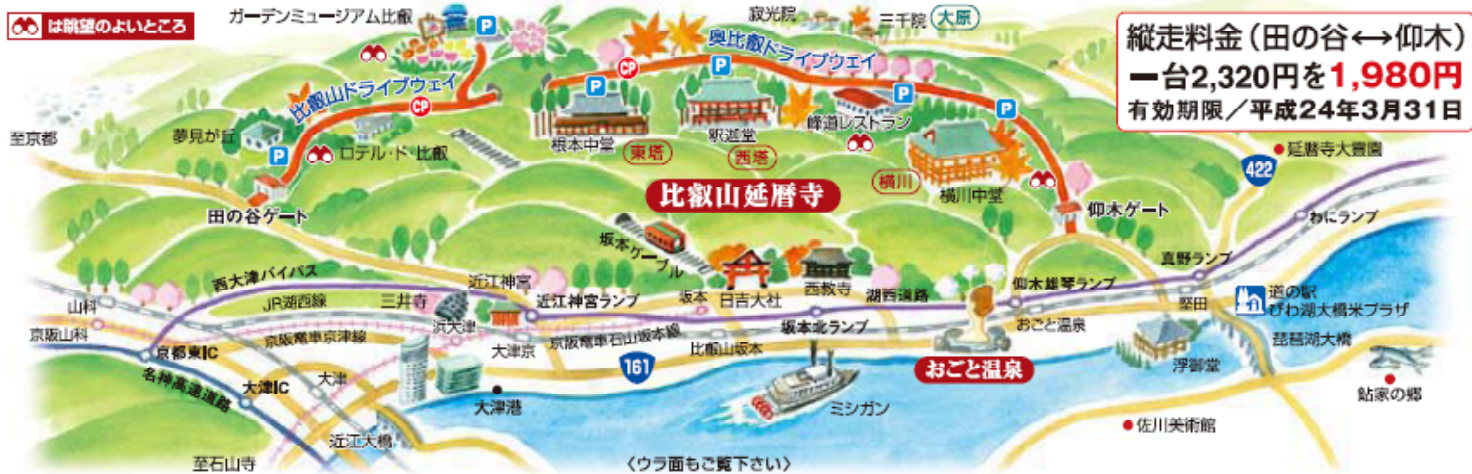 は眺望のよいところ
ガーデンミュージアム比叡
P
寂光院
三千院
大原
縦走料金(田の谷↔仰木)
一台2,320円を1,980円
有効期限/平成24年3月31日
奥比叡ドライブウェイ
CP
P
比叡山ドライブウェイ
CP
P
P
P
至京都
夢見が丘
P
ロテル・ド・比叡
根本中堂
東塔
釈迦堂
西塔
峰道レストラン
横川
横川中堂
422
延暦寺大霊園
比叡山延暦寺
田の谷ゲート
仰木ゲート
わにランプ
坂本ケーブル
真野ランプ
西大津バイパス
近江神宮
山科
JR湖西線
三井寺
近江神宮ランプ
坂本
日吉大社
西教寺
湖西道路
仰木雄琴ランプ
堅田
道の駅
びわ湖大橋米プラザ
京阪山科
浜大津
京都東IC
京阪電車京津線
大津京
京阪電車石山坂本線
坂本北ランプ
おごと温泉
琵琶湖大橋
比叡山坂本
161
おごと温泉
浮御堂
名神高速道路
大津IC
大津
大津港
ミシガン
鮎家の郷
近江大橋
佐川美術館
至石山寺
〈ウラ面もご覧下さい〉